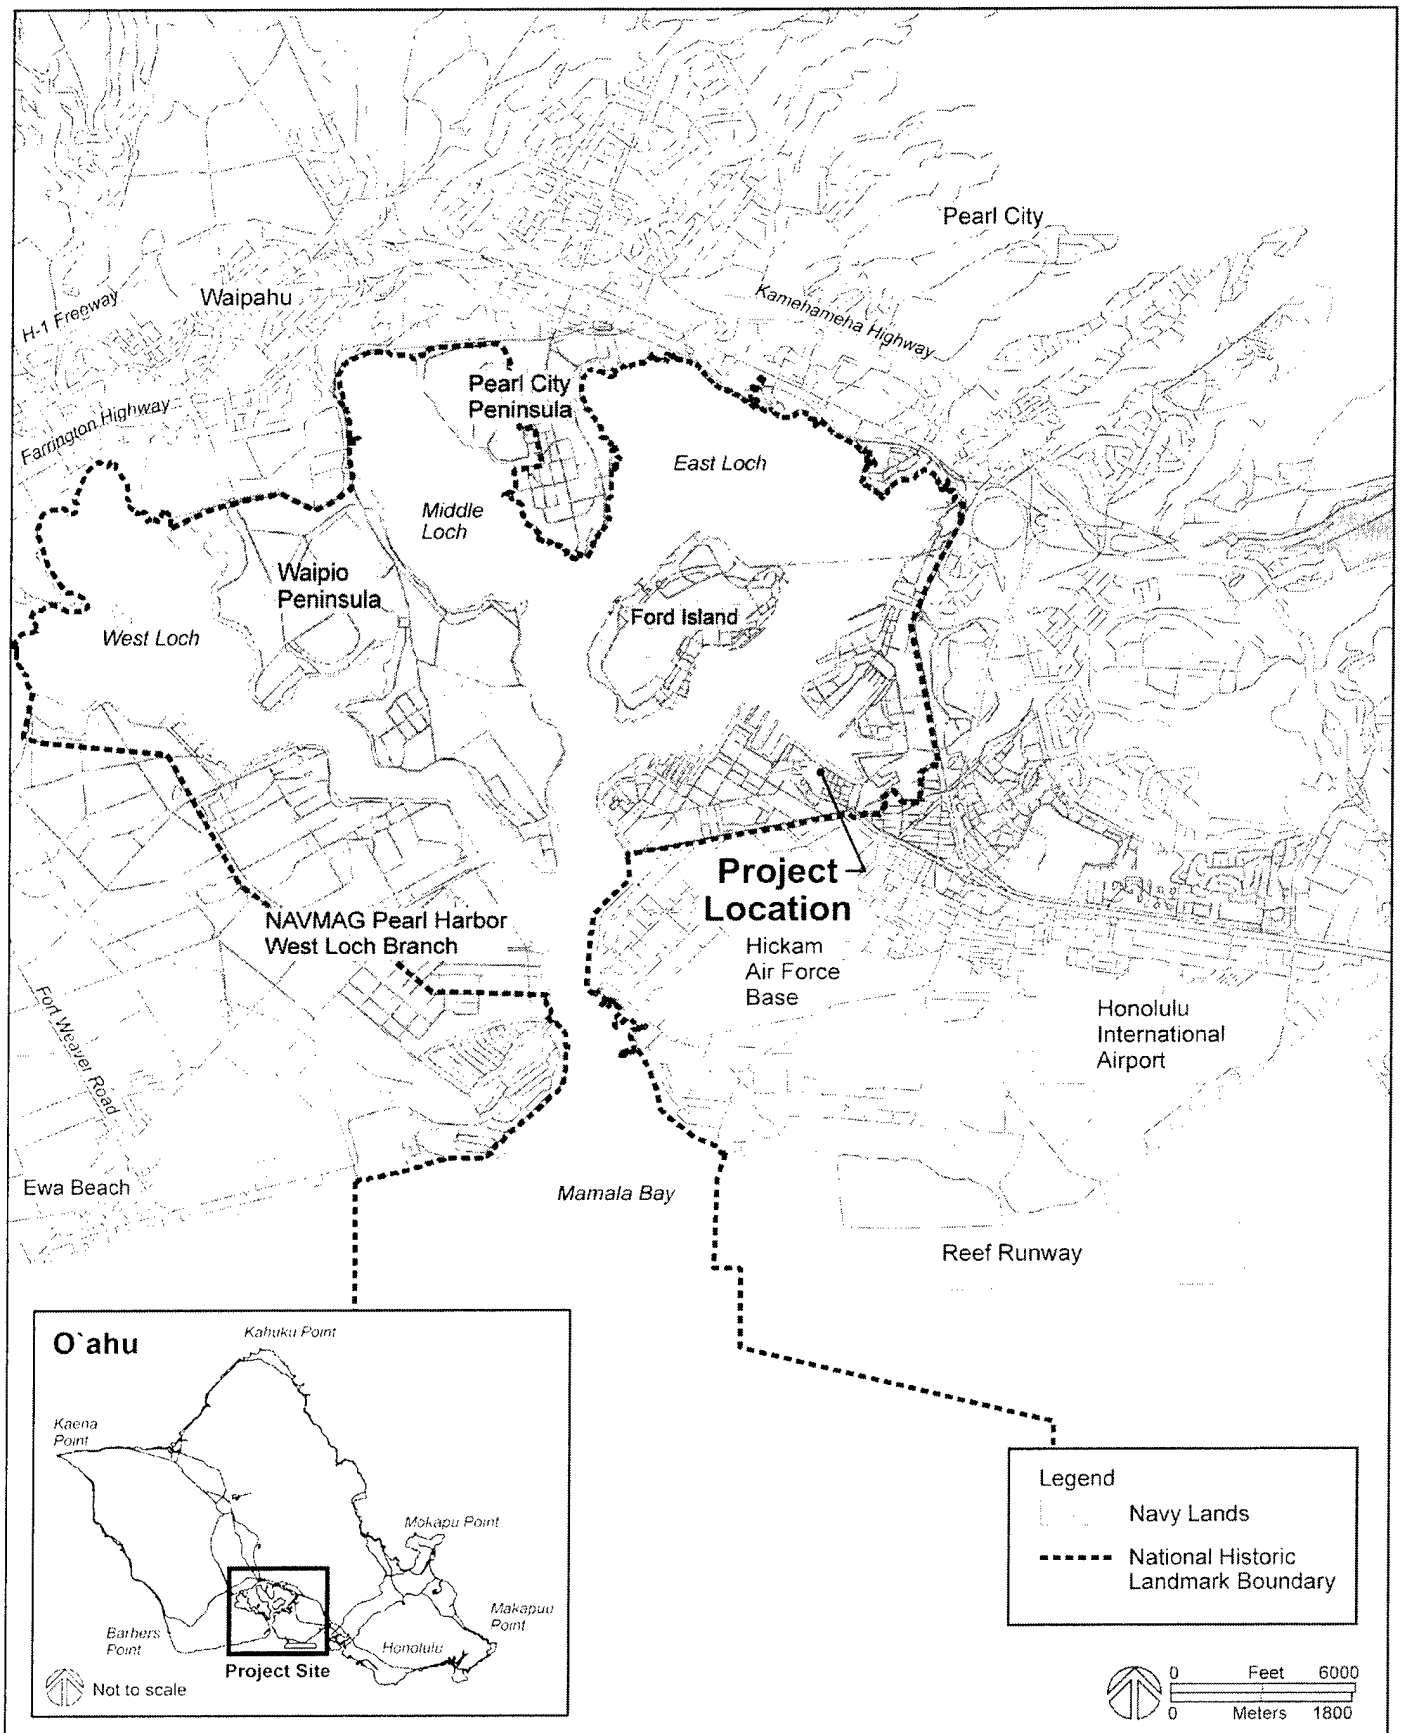 Pearl City
Waipahu
H-1 Freeway
Kamehameha Highway
Pearl City
Peninsula
Farrington Highway
East Loch
Middle
Loch
Waipio
Peninsula
Ford Island
West Loch
Project
Location
NAVMAG Pearl Harbor
West Loch Branch
Hickam
Air Force
Base
Fort Weaver Road
Honolulu
International
Airport
Ewa Beach
Mamala Bay
Reef Runway
O`ahu
Kahuku Point
Kaena
Point
Mokapu Point
Makapuu
Point
Barbers
Point
Honolulu
Project Site
Not to scale
Legend
Navy Lands
National Historic
Landmark Boundary
0 Feet 6000
0 Meters 1800